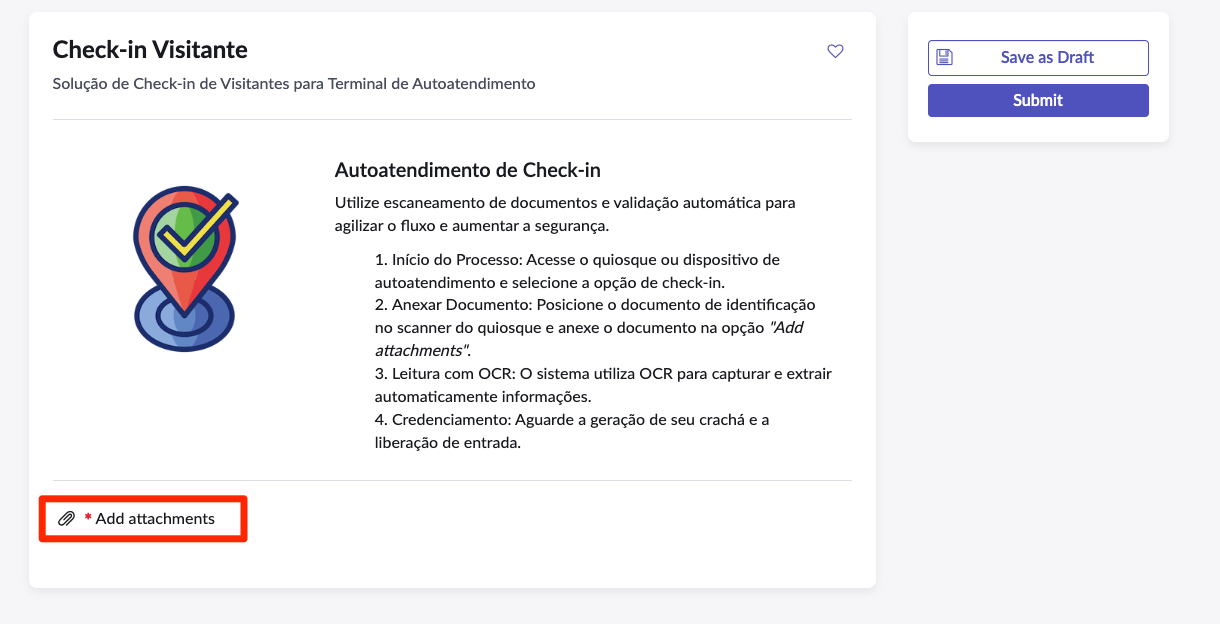 Check-in Visitante
Solução de Check-in de Visitantes para Terminal de Autoatendimento
Save as Draft
Submit
Autoatendimento de Check-in
Utilize escaneamento de documentos e validação automática para
agilizar o fluxo e aumentar a segurança.
1. Início do Processo: Acesse o quiosque ou dispositivo de
autoatendimento e selecione a opção de check-in.
2. Anexar Documento: Posicione o documento de identificação
no scanner do quiosque e anexe o documento na opção "Add
attachments".
3. Leitura com OCR: O sistema utiliza OCR para capturar e extrair
automaticamente informações.
4. Credenciamento: Aguarde a geração de seu crachá e a
liberação de entrada.
* Add attachments